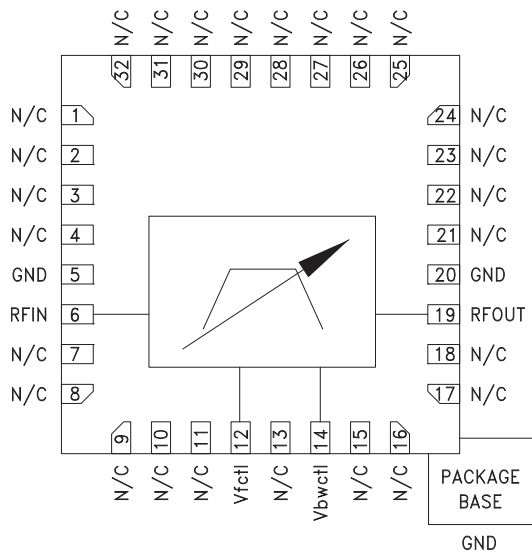 N/C N/C N/C N/C N/C N/C N/C N/C
32 31 30 29 28 27 26 25
N/C 1 24 N/C
N/C 2 23 N/C
N/C 3 22 N/C
N/C 4 21 N/C
GND 5 20 GND
RFIN 6 19 RFOUT
N/C 7 18 N/C
N/C 8 17 N/C
9 10 11 12 13 14 15 16
N/C N/C N/C Vfctl N/C Vbwctl N/C N/C
PACKAGE
BASE
GND